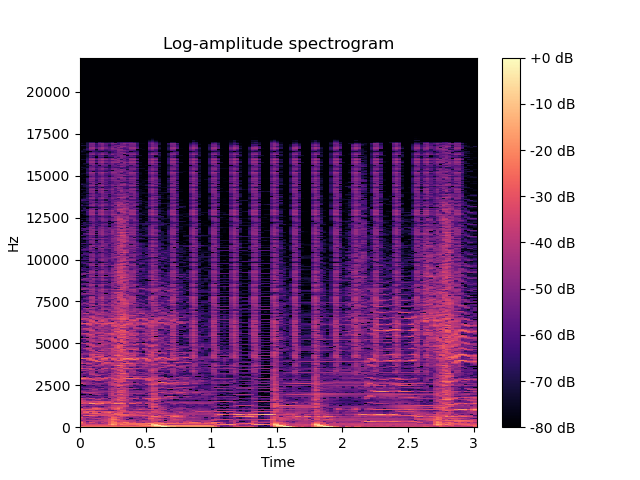 Log-amplitude spectrogram
Hz
20000
17500
15000
12500
10000
7500
5000
2500
0
0 0.5 1 1.5 2 2.5 3
Time
+0 dB
-10 dB
-20 dB
-30 dB
-40 dB
-50 dB
-60 dB
-70 dB
-80 dB